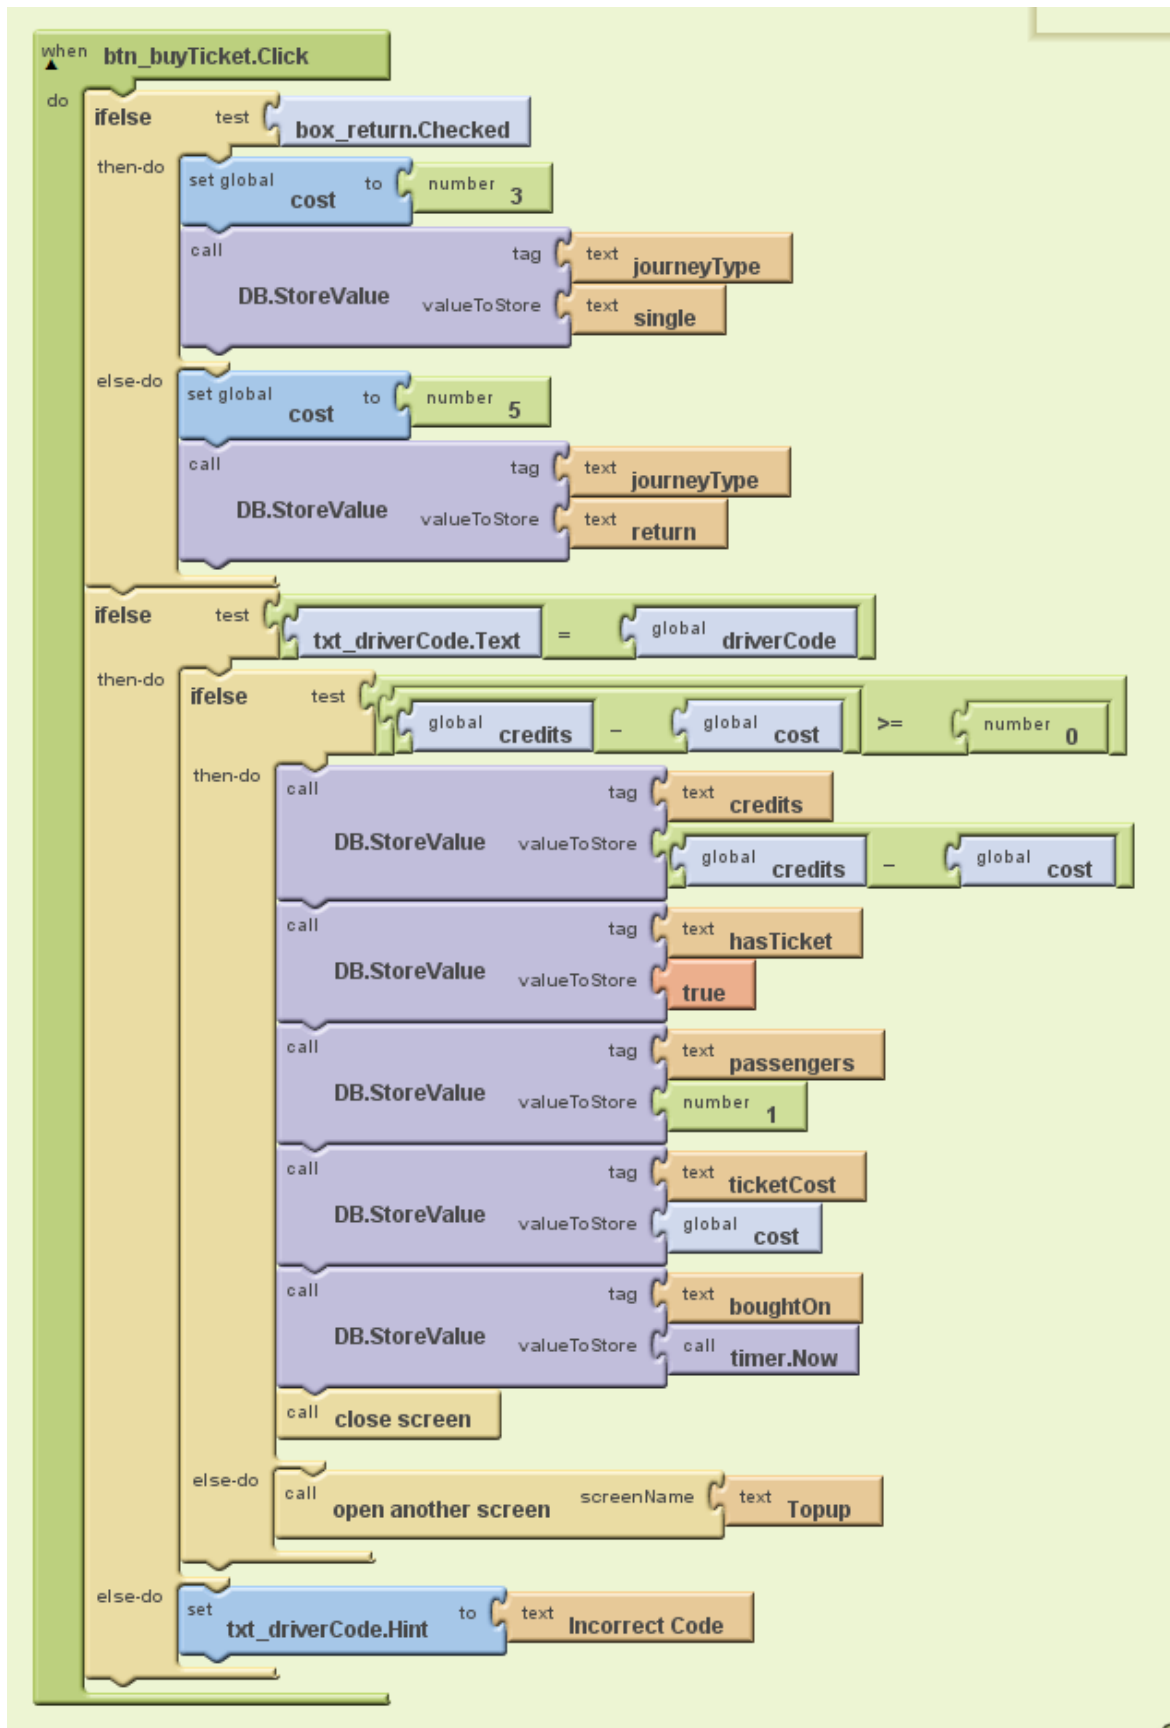 when btn_buyTicket.Click
do
ifelse test box_return.Checked
then-do set global cost to number 3
call DB.StoreValue tag text journeyType
valueToStore text single
else-do set global cost to number 5
call DB.StoreValue tag text journeyType
valueToStore text return
ifelse test txt_driverCode.Text = global driverCode
then-do ifelse test global credits - global cost >= number 0
then-do call DB.StoreValue tag text credits
valueToStore global credits - global cost
call DB.StoreValue tag text hasTicket
valueToStore true
call DB.StoreValue tag text passengers
valueToStore number 1
call DB.StoreValue tag text ticketCost
valueToStore global cost
call DB.StoreValue tag text boughtOn
valueToStore call timer.Now
call close screen
else-do call open another screen screenName text Topup
else-do set txt_driverCode.Hint to text Incorrect Code